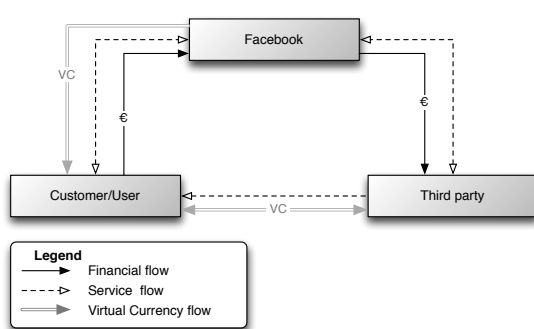 Facebook
VC
€
€
Customer/User
Third party
VC
Legend
Financial flow
Service flow
Virtual Currency flow